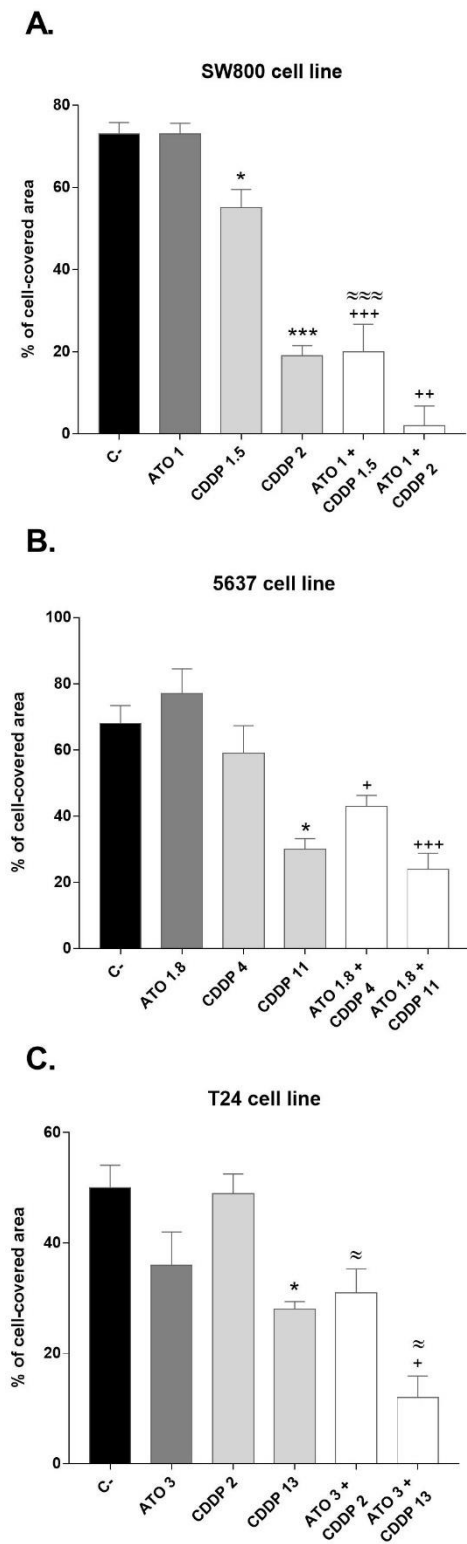 A.
SW800 cell line
% of cell-covered area
80
60
40
20
0
*
***
≈≈≈
+++
++
C-
ATO 1
CDDP 1.5
CDDP 2
ATO 1 +
CDDP 1.5
ATO 1 +
CDDP 2
B.
5637 cell line
% of cell-covered area
100
80
60
40
20
0
*
+
+++
C-
ATO 1.8
CDDP 4
CDDP 11
ATO 1.8 +
CDDP 4
ATO 1.8 +
CDDP 11
C.
T24 cell line
% of cell-covered area
60
40
20
0
*
≈
≈
+
C-
ATO 3
CDDP 2
CDDP 13
ATO 3 +
CDDP 2
ATO 3 +
CDDP 13